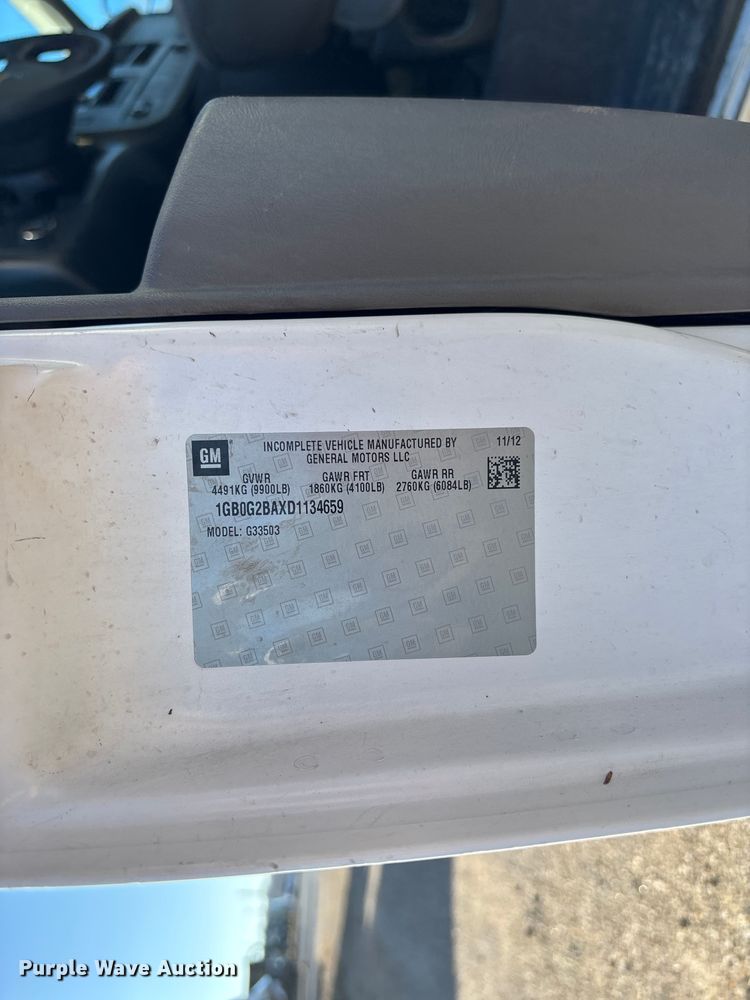 GM
INCOMPLETE VEHICLE MANUFACTURED BY 11/12
GENERAL MOTORS LLC
GVWR GAWR FRT GAWR RR
4491KG (9900LB) 1860KG (4100LB) 2760KG (6084LB)
1GB0G2BAXD1134659
MODEL: G33503
Purple Wave Auction